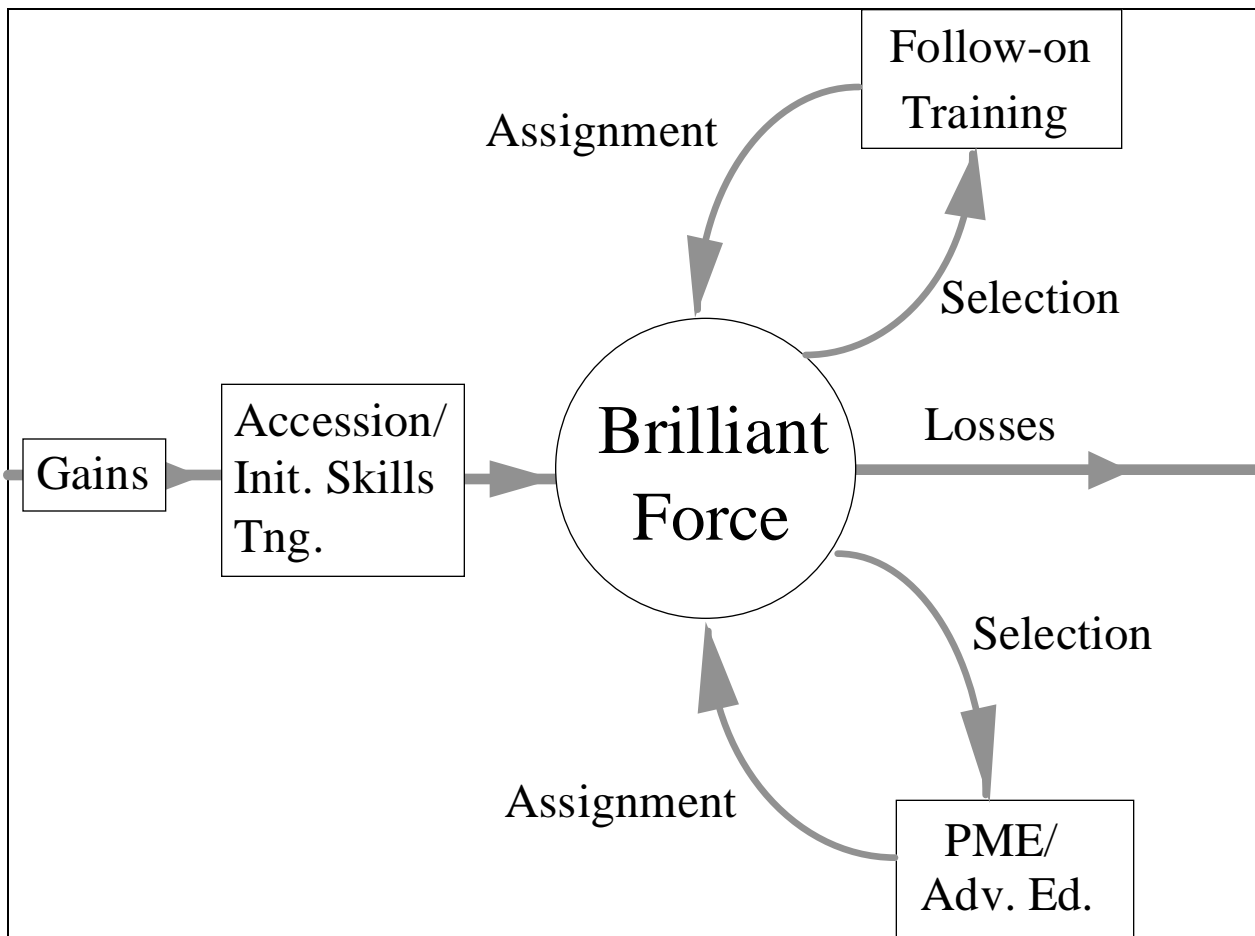 Follow-on
Training
Assignment
Selection
Gains
Accession/
Init. Skills
Tng.
Brilliant
Force
Losses
Selection
Assignment
PME/
Adv. Ed.